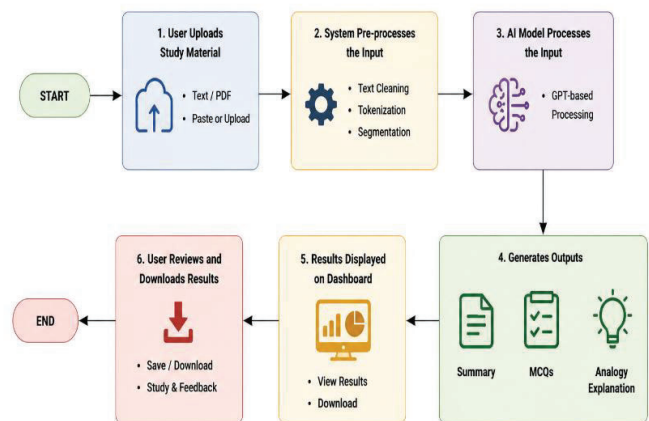 START
1. User Uploads
Study Material
• Text / PDF
• Paste or Upload
2. System Pre-processes
the Input
• Text Cleaning
• Tokenization
• Segmentation
3. AI Model Processes
the Input
• GPT-based
Processing
4. Generates Outputs
Summary
MCQs
Analogy
Explanation
5. Results Displayed
on Dashboard
• View Results
• Download
6. User Reviews and
Downloads Results
• Save / Download
• Study & Feedback
END